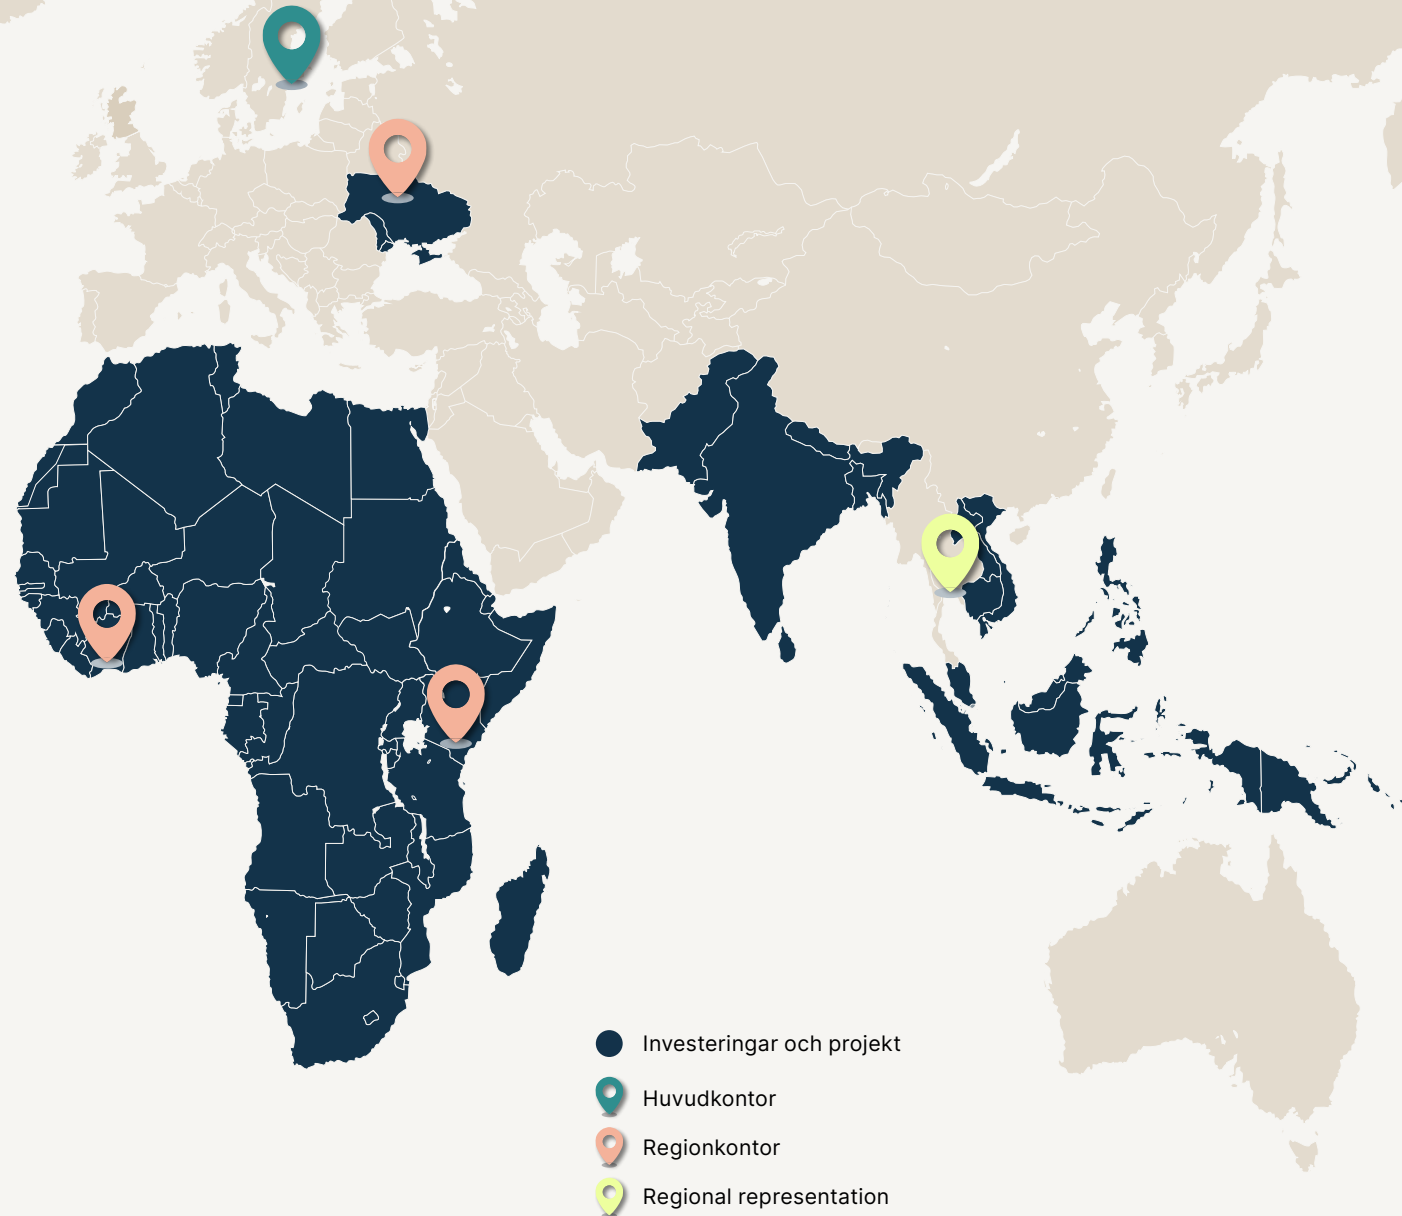 Investeringar och projekt
Huvudkontor
Regionkontor
Regional representation